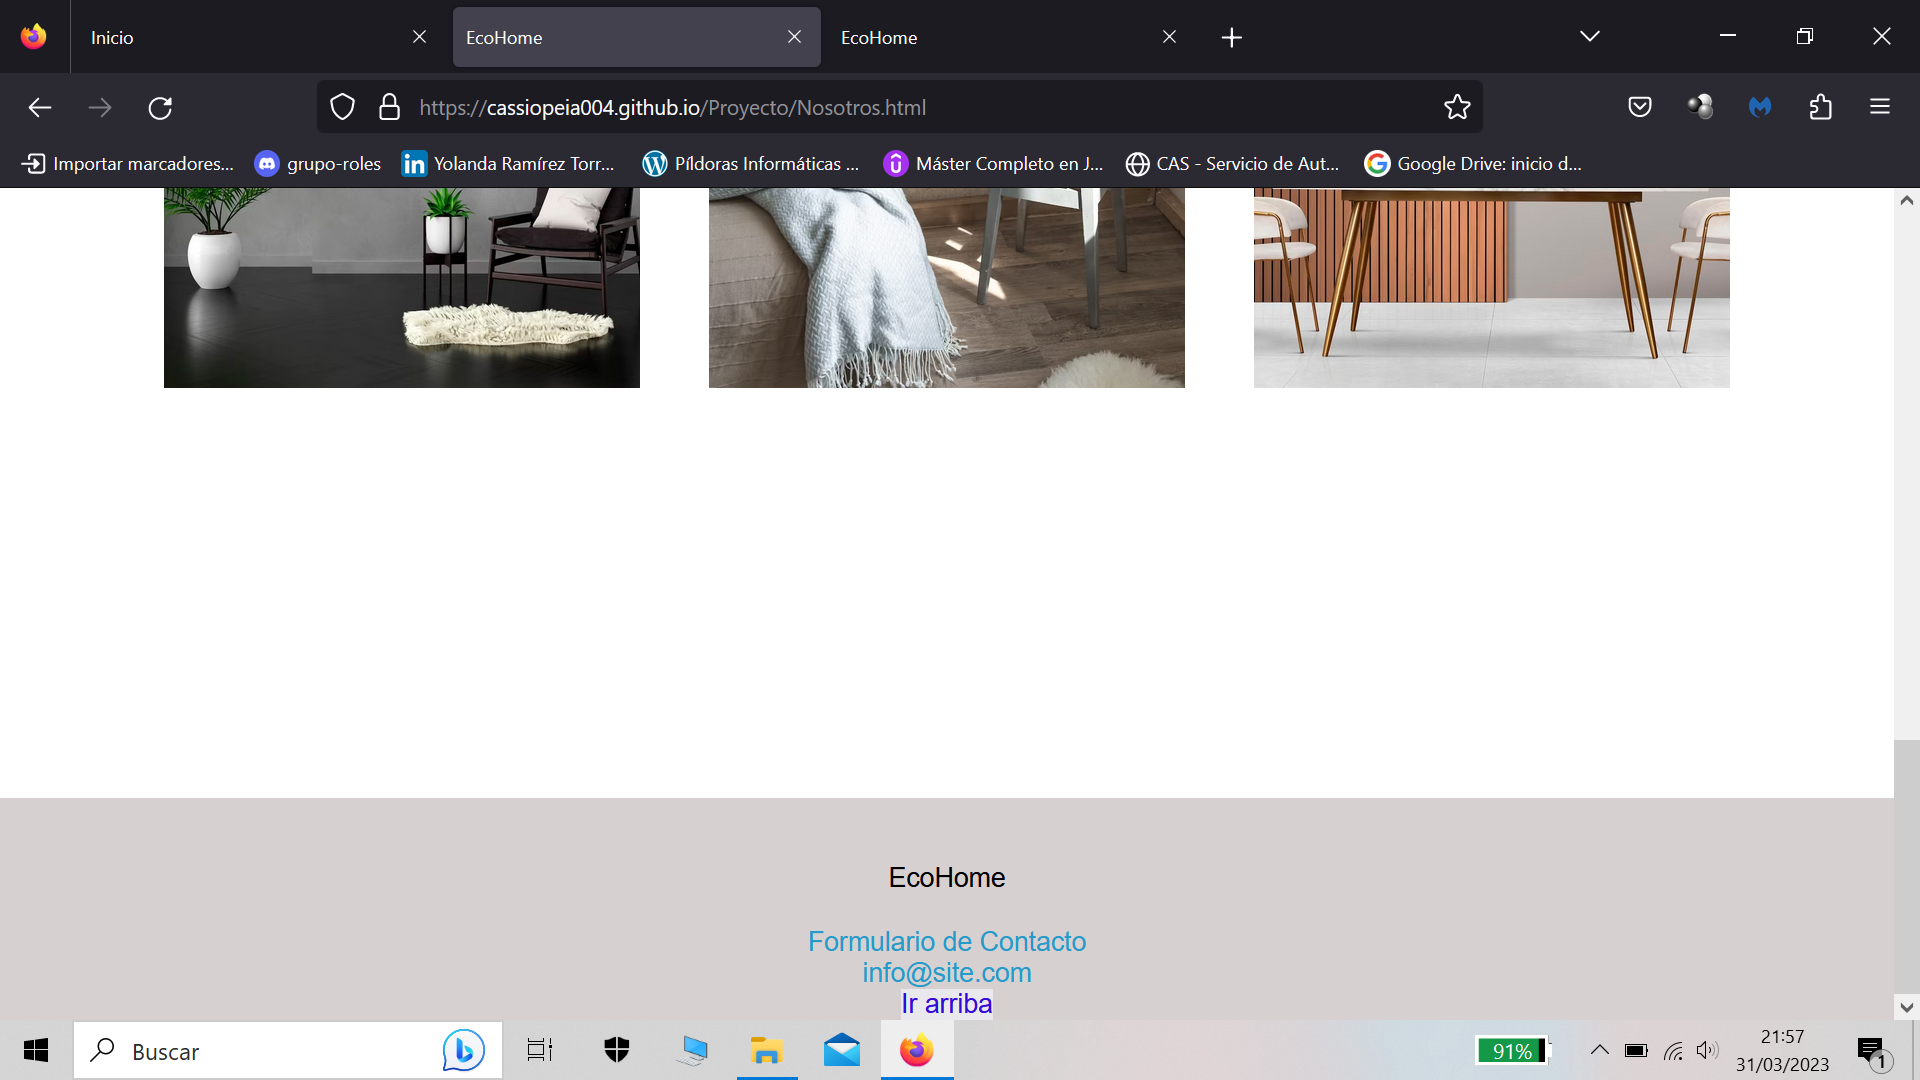 Inicio
EcoHome
EcoHome
https://cassiopeia004.github.io/Proyecto/Nosotros.html
Importar marcadores...
grupo-roles
in
Yolanda Ramírez Torr...
Píldoras Informáticas ...
Máster Completo en J...
CAS - Servicio de Aut...
Google Drive: inicio d...
EcoHome
Formulario de Contacto
info@site.com
Ir arriba
Buscar
91%
21:57
31/03/2023
1